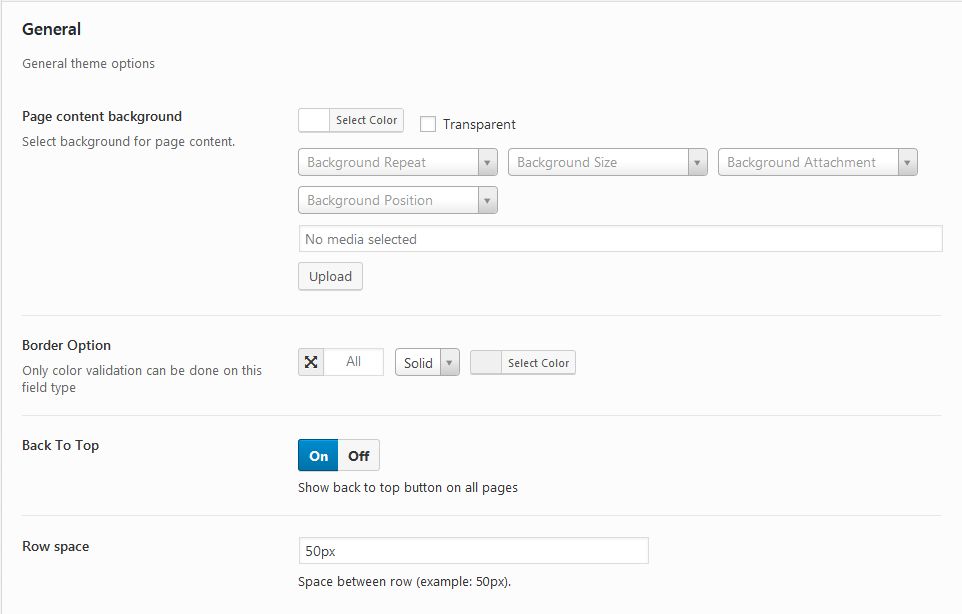 General
General theme options
Page content background
Select background for page content.
Select Color
Transparent
Background Repeat
Background Size
Background Attachment
Background Position
No media selected
Upload
Border Option
Only color validation can be done on this
field type
All
Solid
Select Color
Back To Top
On
Off
Show back to top button on all pages
Row space
50px
Space between row (example: 50px).